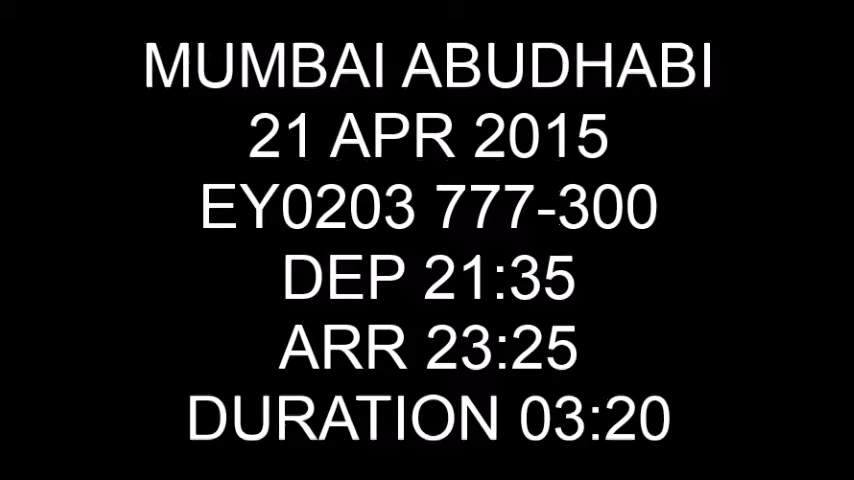 MUMBAI ABUDHABI
21 APR 2015
EY0203 777-300
DEP 21:35
ARR 23:25
DURATION 03:20